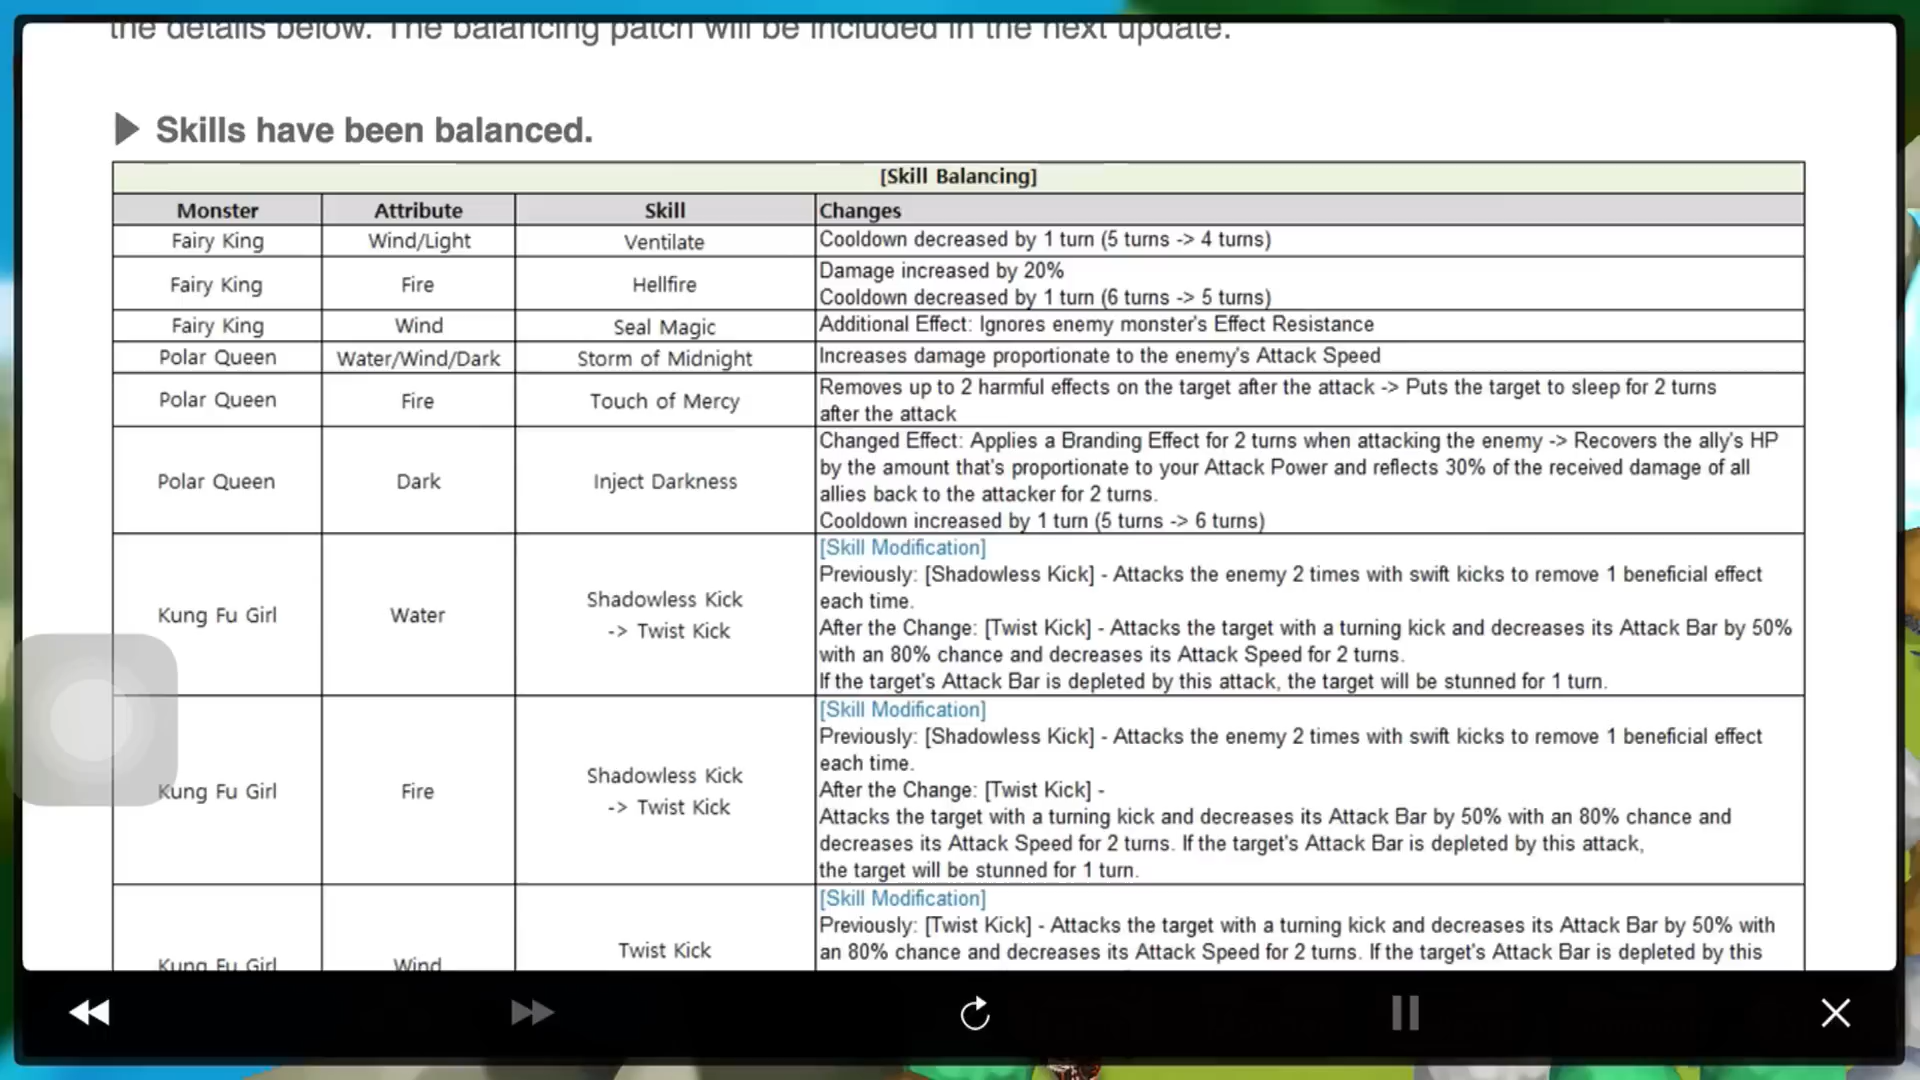 the details below. The balancing patch will be included in the next update.
Skills have been balanced.
[Skill Balancing]
Monster Attribute Skill Changes
Fairy King Wind/Light Ventilate Cooldown decreased by 1 turn (5 turns -> 4 turns)
Fairy King Fire Hellfire Damage increased by 20%
Cooldown decreased by 1 turn (6 turns -> 5 turns)
Fairy King Wind Seal Magic Additional Effect: Ignores enemy monster's Effect Resistance
Polar Queen Water/Wind/Dark Storm of Midnight Increases damage proportionate to the enemy's Attack Speed
Polar Queen Fire Touch of Mercy Removes up to 2 harmful effects on the target after the attack -> Puts the target to sleep for 2 turns
after the attack
Polar Queen Dark Inject Darkness Changed Effect: Applies a Branding Effect for 2 turns when attacking the enemy -> Recovers the ally's HP
by the amount that's proportionate to your Attack Power and reflects 30% of the received damage of all
allies back to the attacker for 2 turns.
Cooldown increased by 1 turn (5 turns -> 6 turns)
Kung Fu Girl Water Shadowless Kick
-> Twist Kick
[Skill Modification]
Previously: [Shadowless Kick] - Attacks the enemy 2 times with swift kicks to remove 1 beneficial effect
each time.
After the Change: [Twist Kick] - Attacks the target with a turning kick and decreases its Attack Bar by 50%
with an 80% chance and decreases its Attack Speed for 2 turns.
If the target's Attack Bar is depleted by this attack, the target will be stunned for 1 turn.
Kung Fu Girl Fire Shadowless Kick
-> Twist Kick
[Skill Modification]
Previously: [Shadowless Kick] - Attacks the enemy 2 times with swift kicks to remove 1 beneficial effect
each time.
After the Change: [Twist Kick] -
Attacks the target with a turning kick and decreases its Attack Bar by 50% with an 80% chance and
decreases its Attack Speed for 2 turns. If the target's Attack Bar is depleted by this attack,
the target will be stunned for 1 turn.
Kung Fu Girl Wind Twist Kick
[Skill Modification]
Previously: [Twist Kick] - Attacks the target with a turning kick and decreases its Attack Bar by 50% with
an 80% chance and decreases its Attack Speed for 2 turns. If the target's Attack Bar is depleted by this